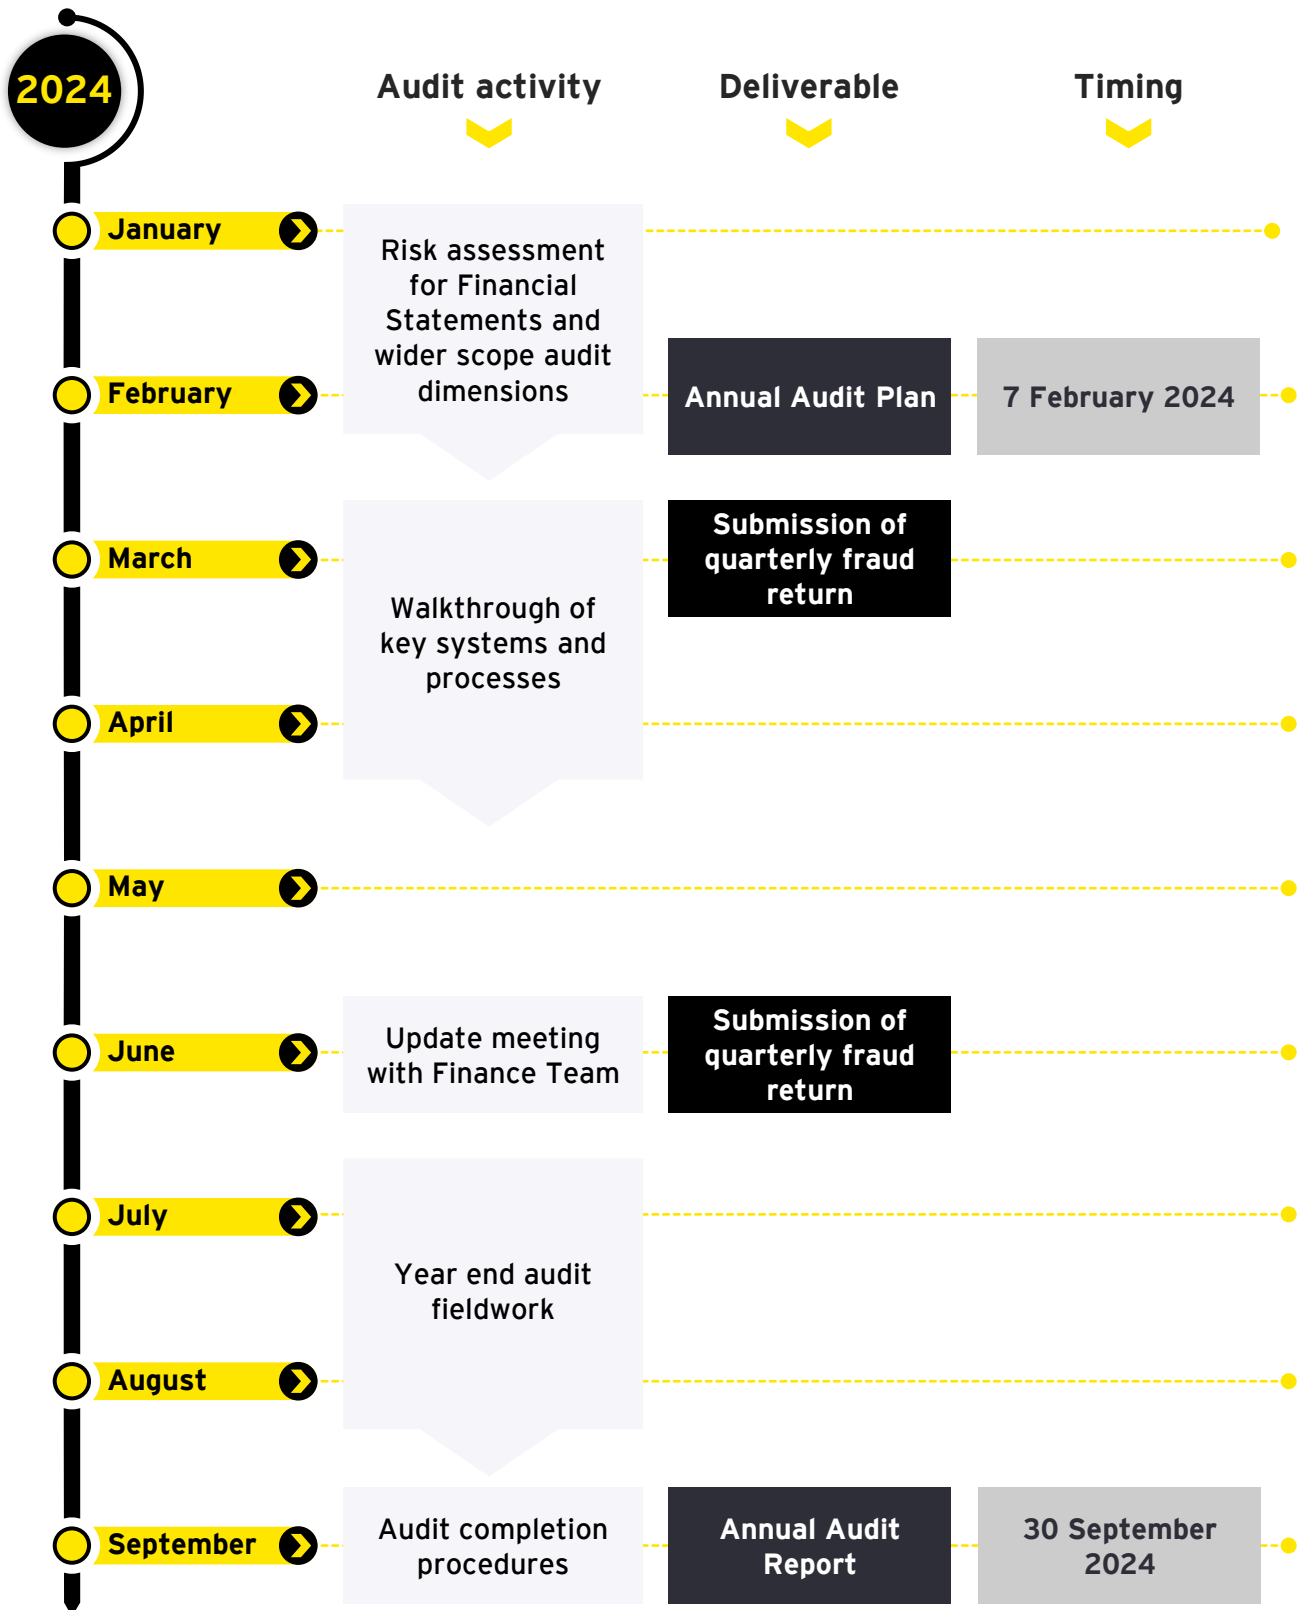 2024
Audit activity
Deliverable
Timing
January
Risk assessment
for Financial
Statements and
wider scope audit
dimensions
February
Annual Audit Plan
7 February 2024
March
Submission of
quarterly fraud
return
Walkthrough of
key systems and
processes
April
May
June
Update meeting
with Finance Team
Submission of
quarterly fraud
return
July
Year end audit
fieldwork
August
September
Audit completion
procedures
Annual Audit
Report
30 September
2024